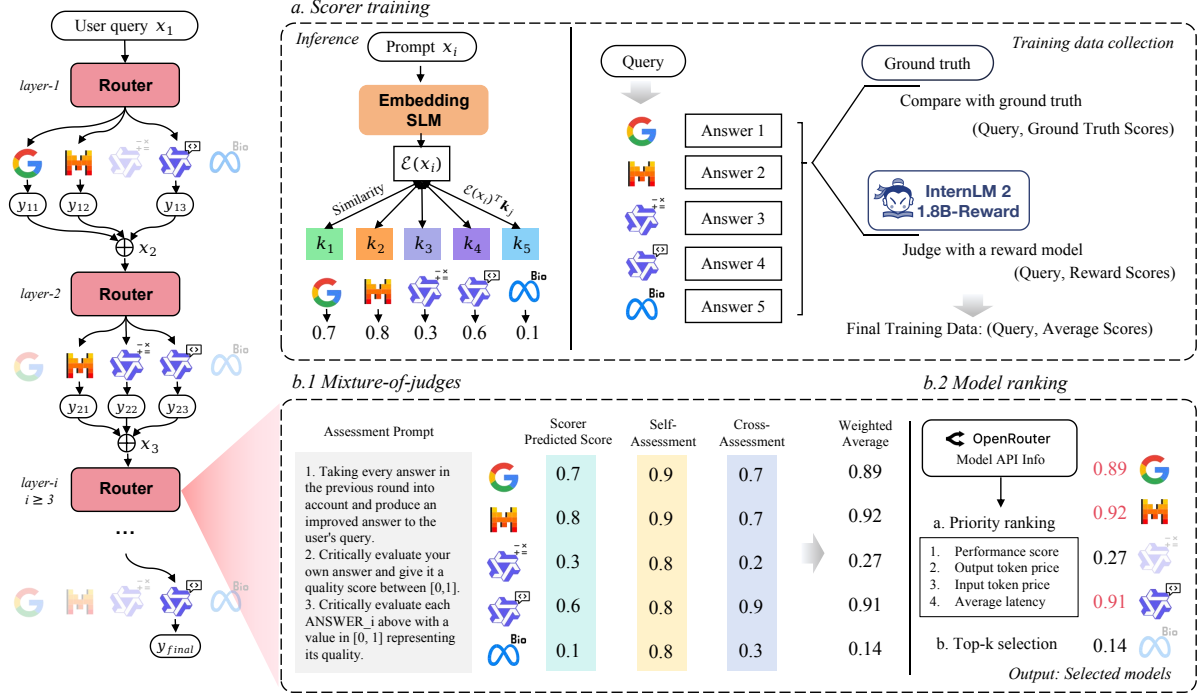 User query x₁
layer-1
Router
− ×
+ =
<>
Bio
y₁₁
y₁₂
y₁₃
⊕ x₂
layer-2
Router
− ×
+ =
<>
y₂₁
y₂₂
y₂₃
⊕ x₃
layer-i
i ≥ 3
Router
...
<>
y_final
a. Scorer training
Inference
Prompt x_i
Embedding
SLM
ℰ(x_i)
Similarity
ℰ(x_i)ᵀk_j
k₁ k₂ k₃ k₄ k₅
− ×
+ =
<>
Bio
0.7 0.8 0.3 0.6 0.1
Training data collection
Query
Answer 1
Answer 2
− ×
+ =
Answer 3
<>
Answer 4
Bio
Answer 5
Ground truth
Compare with ground truth
(Query, Ground Truth Scores)
InternLM 2
1.8B-Reward
Judge with a reward model
(Query, Reward Scores)
Final Training Data: (Query, Average Scores)
b.1 Mixture-of-judges
Assessment Prompt
1. Taking every answer in
the previous round into
account and produce an
improved answer to the
user's query.
2. Critically evaluate your
own answer and give it a
quality score between [0,1].
3. Critically evaluate each
ANSWER_i above with a
value in [0, 1] representing
its quality.
Scorer
Predicted Score
Self-
Assessment
Cross-
Assessment
Weighted
Average
0.7 0.9 0.7 0.89
0.8 0.9 0.7 0.92
− ×
+ =
0.3 0.8 0.2 0.27
<>
0.6 0.8 0.9 0.91
Bio
0.1 0.8 0.3 0.14
b.2 Model ranking
OpenRouter
Model API Info
a. Priority ranking
1. Performance score
2. Output token price
3. Input token price
4. Average latency
b. Top-k selection
0.89
0.92
0.27
− ×
+ =
0.91
<>
0.14
Bio
Output: Selected models